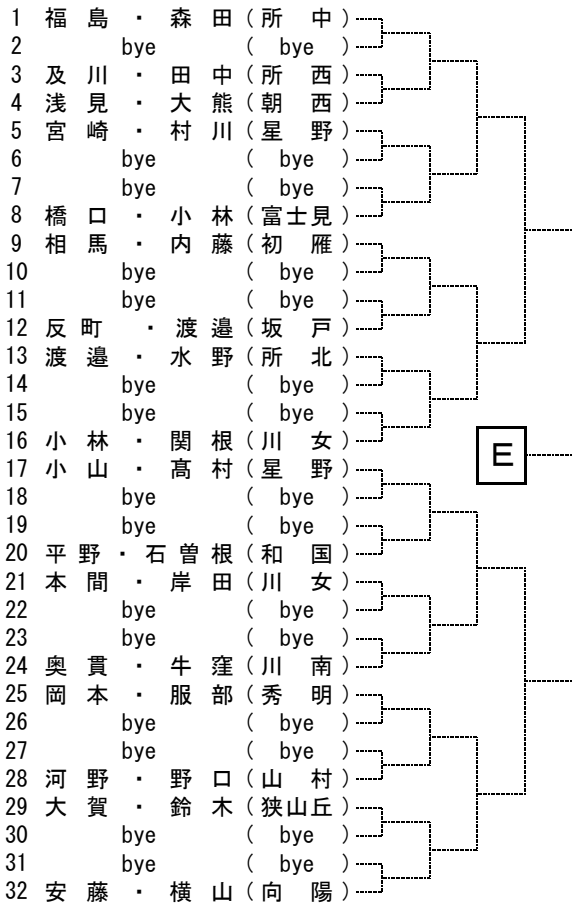 1 福島・森田(所中)
2 bye ( bye )
3 及川・田中(所西)
4 浅見・大熊(朝西)
5 宮崎・村川(星野)
6 bye ( bye )
7 bye ( bye )
8 橋口・小林(富士見)
9 相馬・内藤(初雁)
10 bye ( bye )
11 bye ( bye )
12 反町・渡邉(坂戸)
13 渡邉・水野(所北)
14 bye ( bye )
15 bye ( bye )
16 小林・関根(川女)
E
17 小山・髙村(星野)
18 bye ( bye )
19 bye ( bye )
20 平野・石曽根(和国)
21 本間・岸田(川女)
22 bye ( bye )
23 bye ( bye )
24 奥貫・牛窪(川南)
25 岡本・服部(秀明)
26 bye ( bye )
27 bye ( bye )
28 河野・野口(山村)
29 大賀・鈴木(狭山丘)
30 bye ( bye )
31 bye ( bye )
32 安藤・横山(向陽)